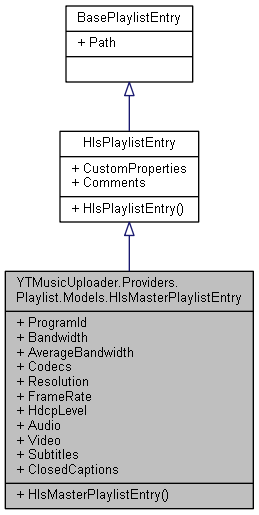 BasePlaylistEntry
+ Path
HlsPlaylistEntry
+ CustomProperties
+ Comments
+ HlsPlaylistEntry()
YTMusicUploader.Providers.
Playlist.Models.HlsMasterPlaylistEntry
+ ProgramId
+ Bandwidth
+ AverageBandwidth
+ Codecs
+ Resolution
+ FrameRate
+ HdcpLevel
+ Audio
+ Video
+ Subtitles
+ ClosedCaptions
+ HlsMasterPlaylistEntry()